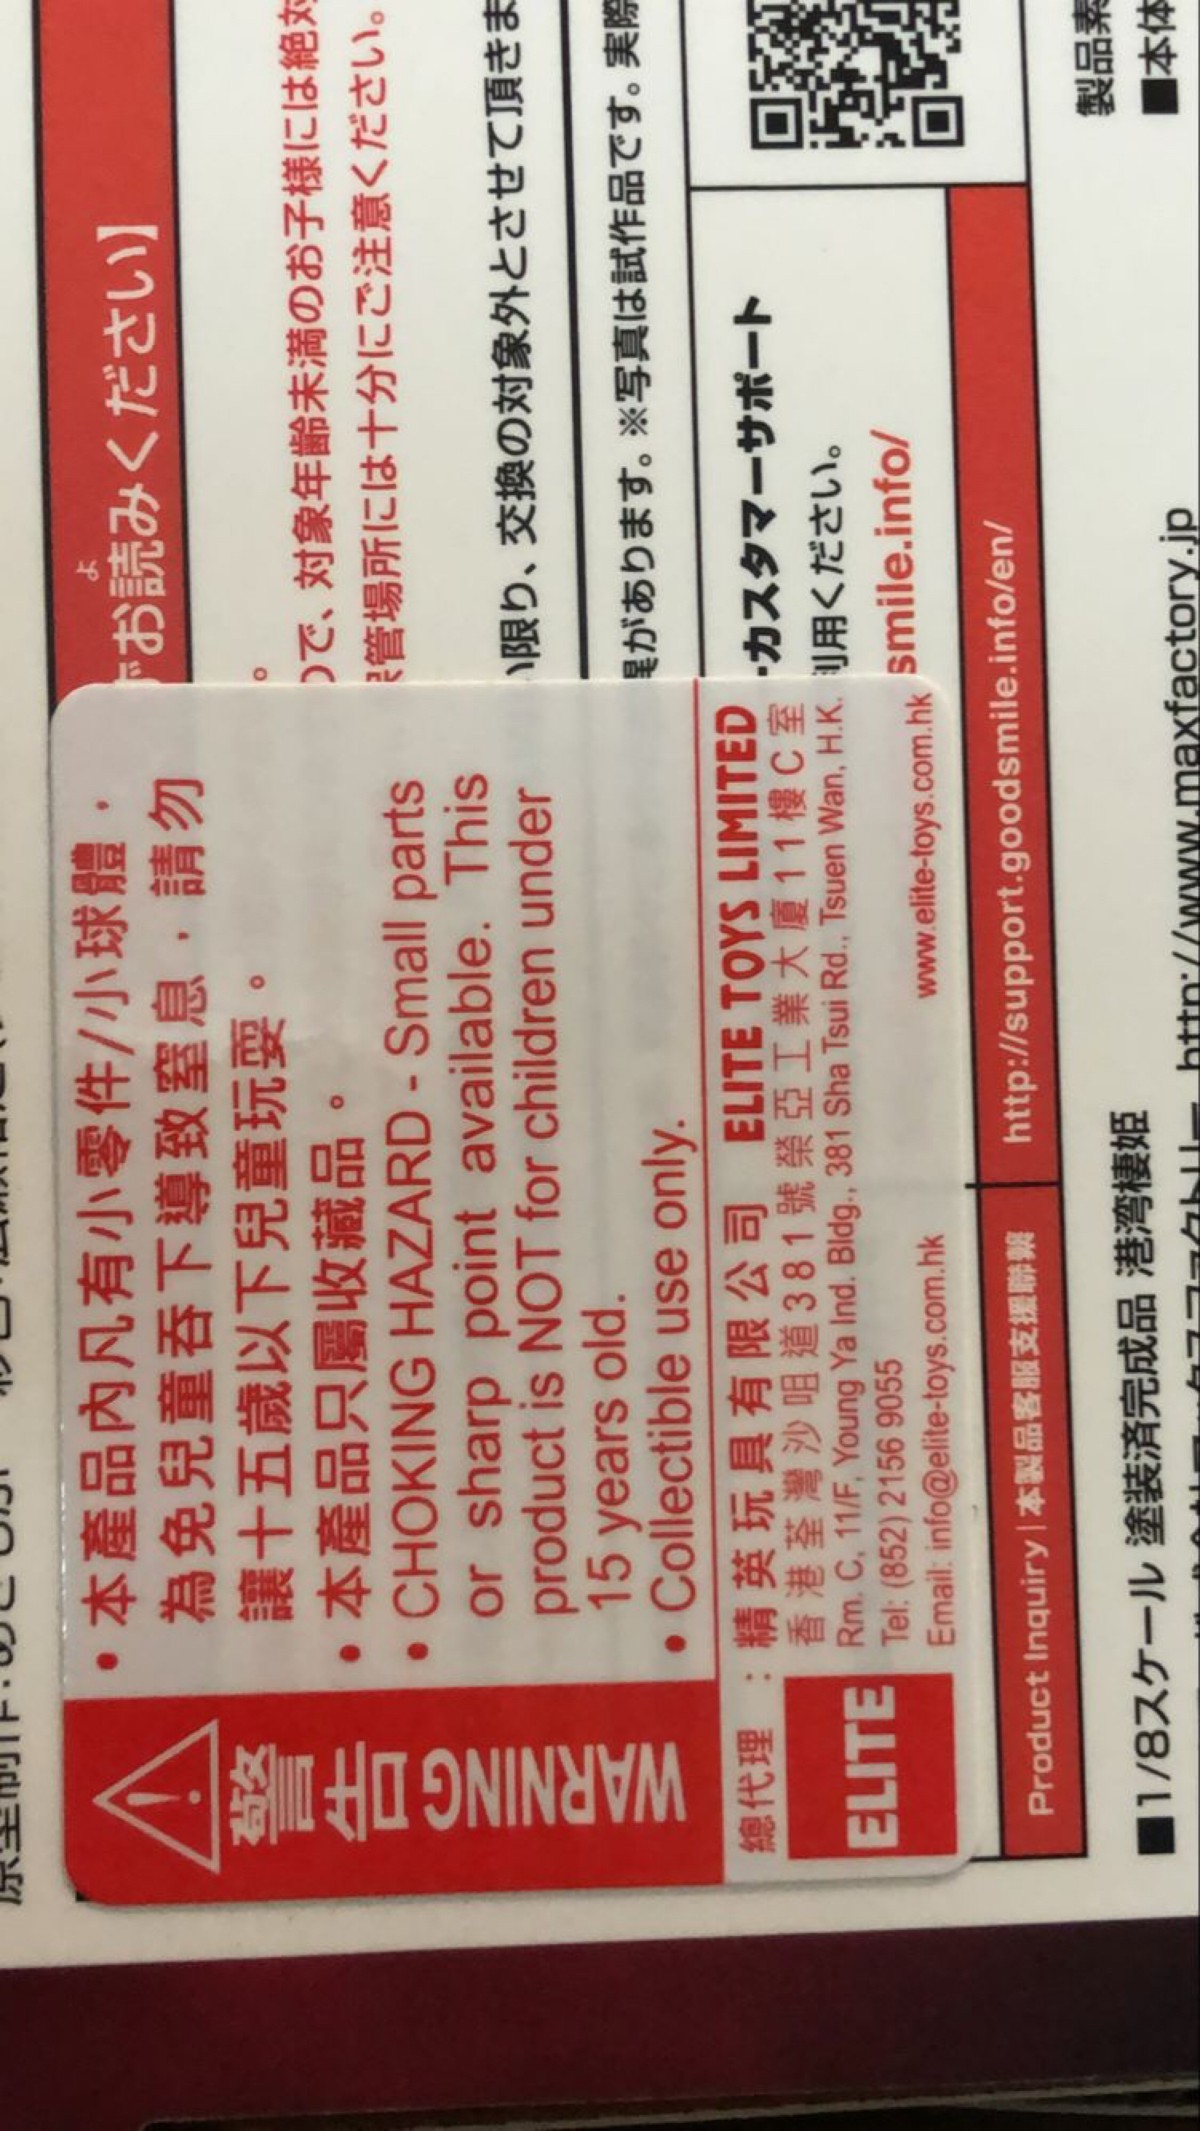 お読みください】
よ
で、対象年齢未満のお子様には絶対
管場所には十分にご注意ください。
限り、交換の対象外とさせて頂きま
があります。※写真は試作品です。実際
カスタマーサポート
利用ください。
smile.info/
警告
WARNING
• 本產品內凡有小零件/小球體，
為免兒童吞下導致窒息，請勿
讓十五歲以下兒童玩耍。
• 本產品只屬收藏品。
• CHOKING HAZARD - Small parts
or sharp point available. This
product is NOT for children under
15 years old.
• Collectible use only.
總代理：
ELITE
精英玩具有限公司 ELITE TOYS LIMITED
香港荃灣沙咀道381號榮亞工業大廈11樓C室
Rm. C, 11/F, Young Ya Ind. Bldg., 381 Sha Tsui Rd., Tsuen Wan, H.K.
Tel: (852) 2156 9055
Email: info@elite-toys.com.hk www.elite-toys.com.hk
Product Inquiry | 本製品客服支援聯繫 http://support.goodsmile.info/en/
製品素
■1/8スケール 塗装済完成品 港湾棲姫 ■本体
http://www.maxfactory.jp